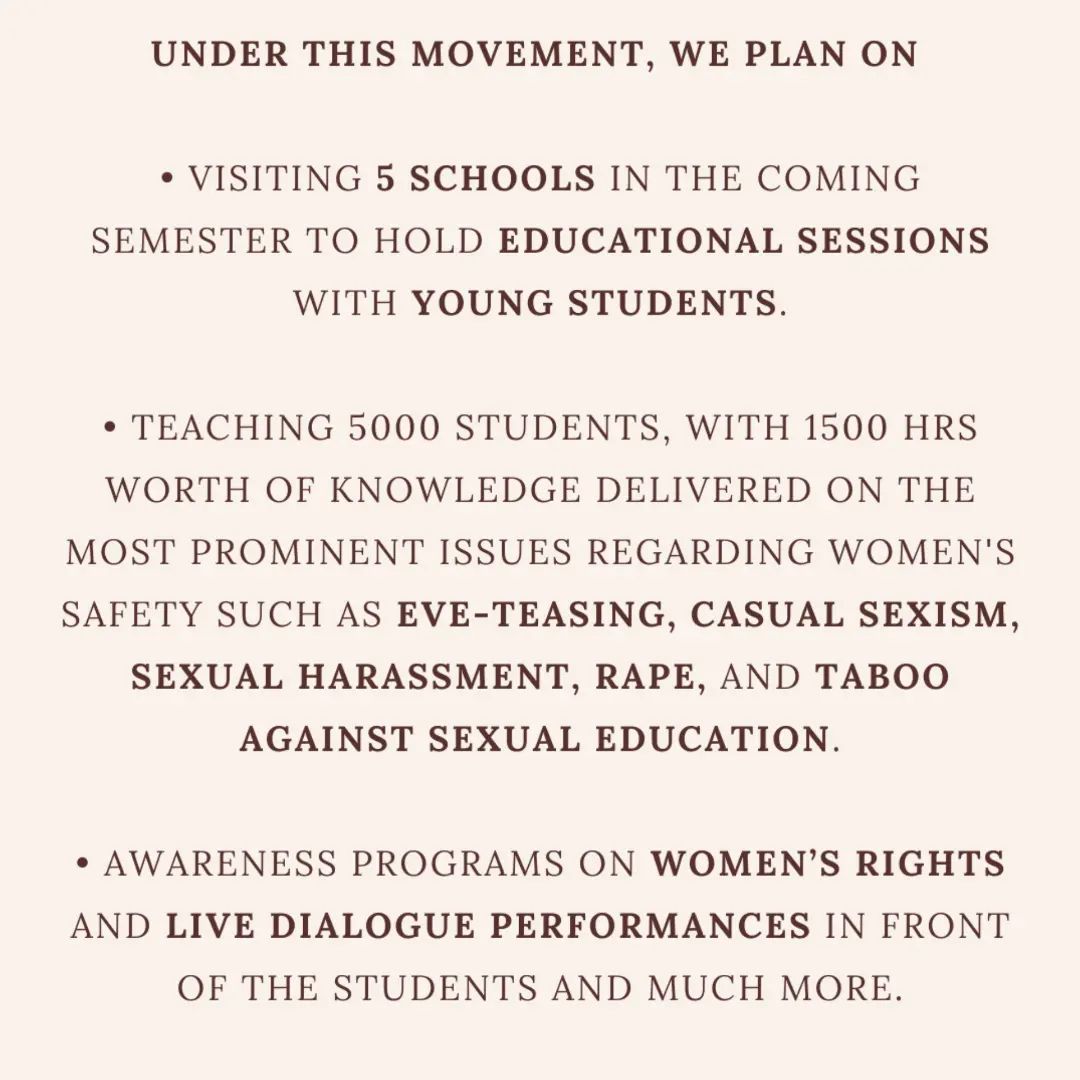 UNDER THIS MOVEMENT, WE PLAN ON
• VISITING 5 SCHOOLS IN THE COMING
SEMESTER TO HOLD EDUCATIONAL SESSIONS
WITH YOUNG STUDENTS.
• TEACHING 5000 STUDENTS, WITH 1500 HRS
WORTH OF KNOWLEDGE DELIVERED ON THE
MOST PROMINENT ISSUES REGARDING WOMEN'S
SAFETY SUCH AS EVE-TEASING, CASUAL SEXISM,
SEXUAL HARASSMENT, RAPE, AND TABOO
AGAINST SEXUAL EDUCATION.
• AWARENESS PROGRAMS ON WOMEN’S RIGHTS
AND LIVE DIALOGUE PERFORMANCES IN FRONT
OF THE STUDENTS AND MUCH MORE.